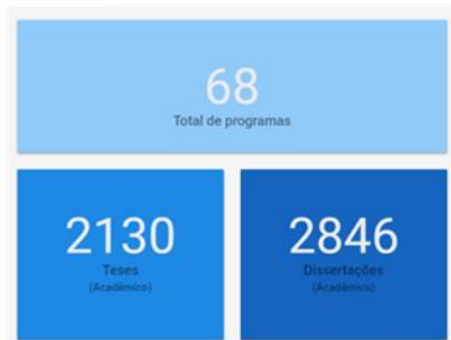 68
Total de programas
2130
Teses
(Acadêmico)
2846
Dissertações
(Acadêmico)